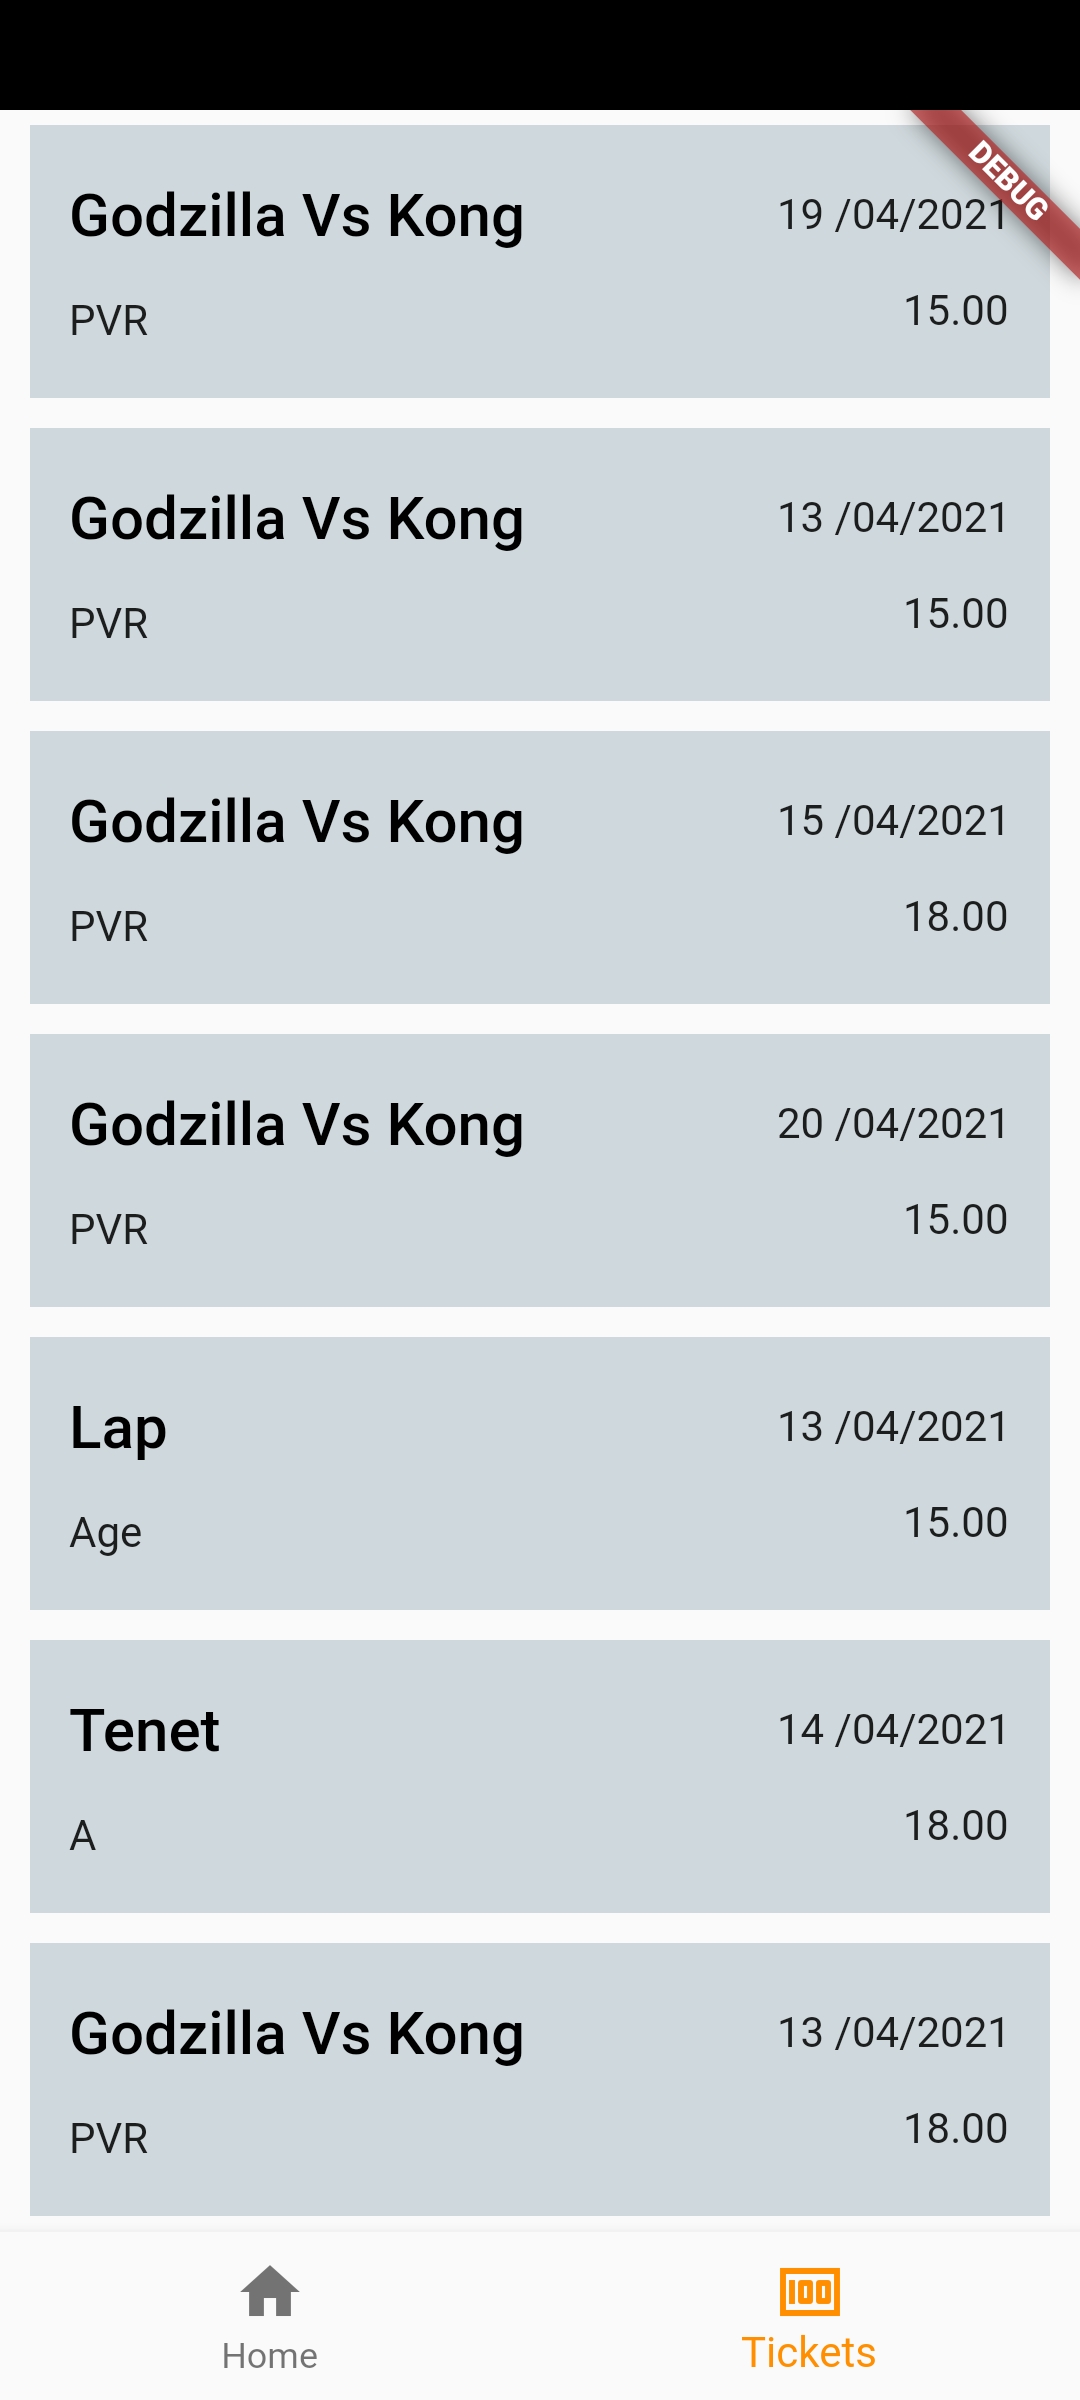 DEBUG
Godzilla Vs Kong 19 /04/2021
PVR 15.00
Godzilla Vs Kong 13 /04/2021
PVR 15.00
Godzilla Vs Kong 15 /04/2021
PVR 18.00
Godzilla Vs Kong 20 /04/2021
PVR 15.00
Lap 13 /04/2021
Age 15.00
Tenet 14 /04/2021
A 18.00
Godzilla Vs Kong 13 /04/2021
PVR 18.00
100
Home Tickets